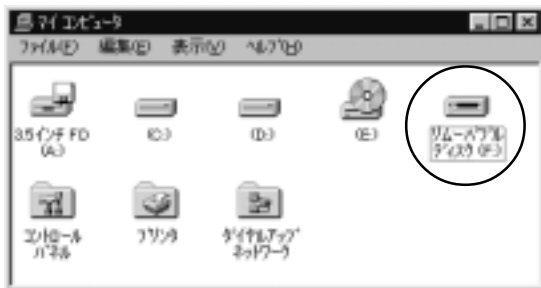 マイ コンピュータ
ファイル(F) 編集(E) 表示(V) ヘルプ(H)
3.5 インチ FD
(A:)
(C:)
(D:)
(E:)
リムーバブル
ディスク (F:)
コントロール
パネル
プリンタ
ダイヤルアップ
ネットワーク